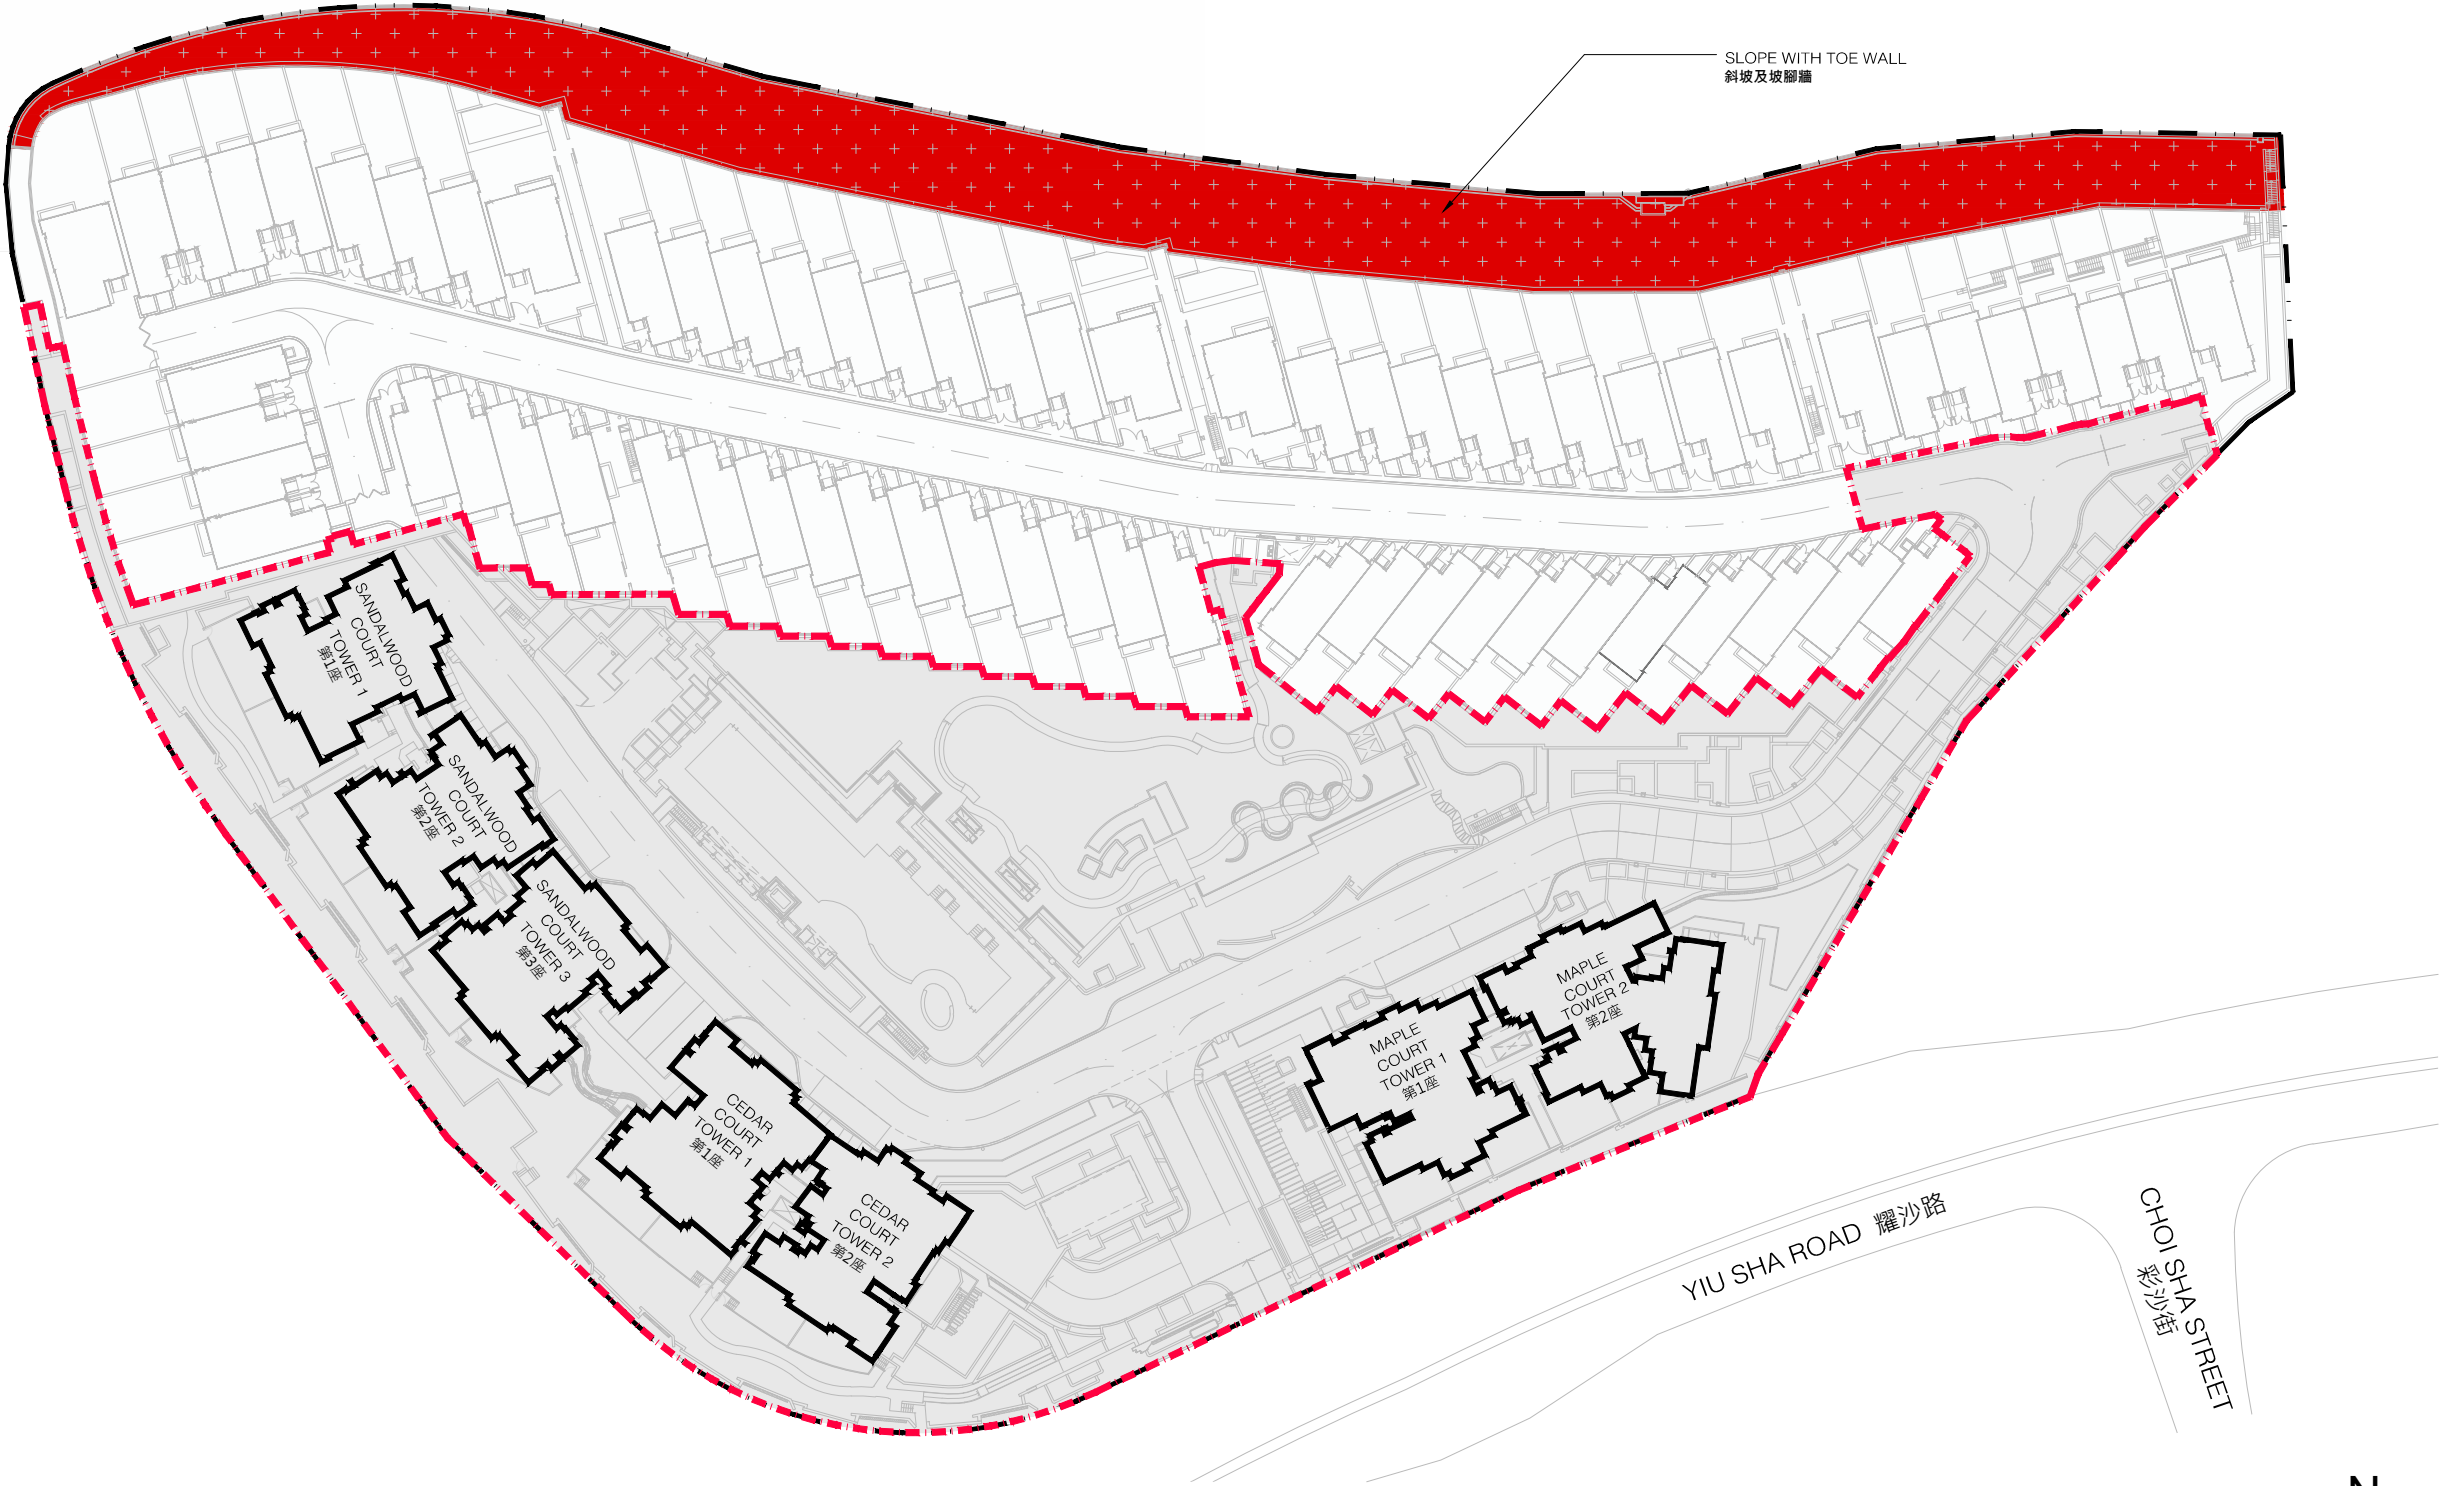 SLOPE WITH TOE WALL
斜坡及坡腳牆
SANDALWOOD
COURT
TOWER 1
第1座
SANDALWOOD
COURT
TOWER 2
第2座
SANDALWOOD
COURT
TOWER 3
第3座
CEDAR
COURT
TOWER 1
第1座
CEDAR
COURT
TOWER 2
第2座
MAPLE
COURT
TOWER 1
第1座
MAPLE
COURT
TOWER 2
第2座
YIU SHA ROAD 耀沙路
CHOI SHA STREET
彩沙街
N